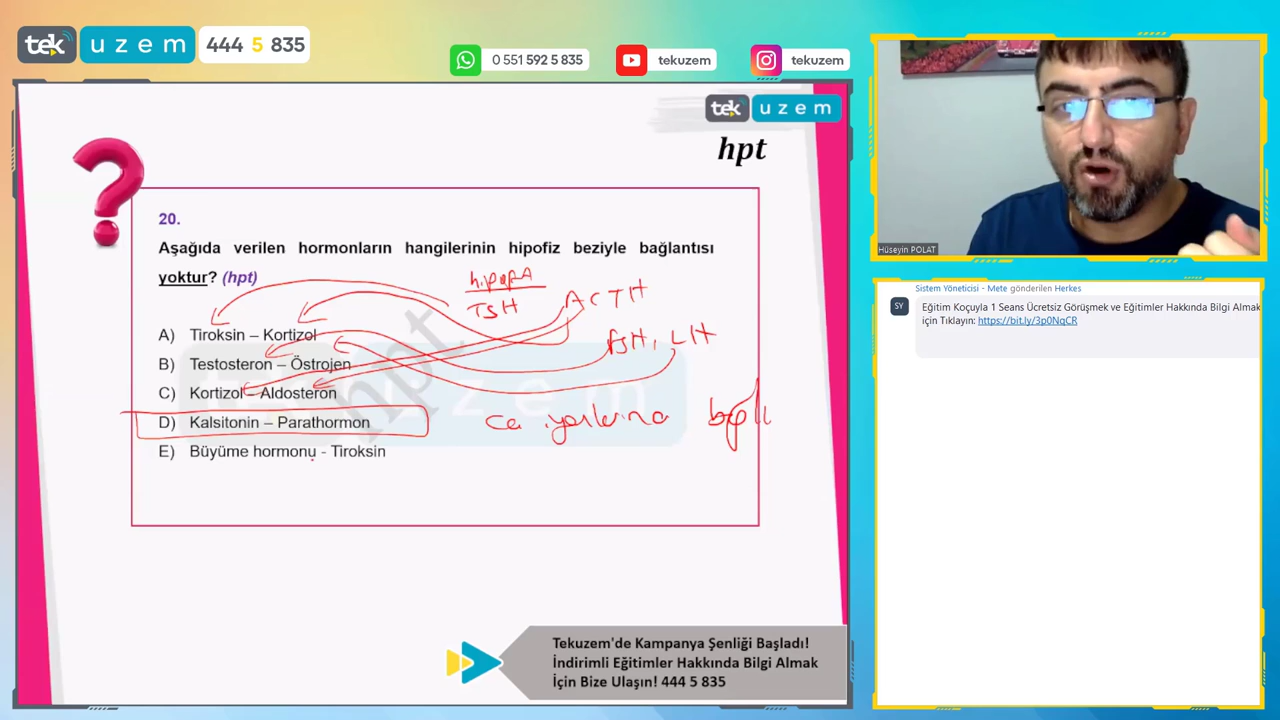 tek uzem 444 5 835
0 551 592 5 835 tekuzem tekuzem
tek uzem
hpt
20.
Aşağıda verilen hormonların hangilerinin hipofiz beziyle bağlantısı
yoktur? (hpt)
TSH
ACTH
FSH, LH
A) Tiroksin – Kortizol
B) Testosteron – Östrojen
C) Kortizol – Aldosteron
D) Kalsitonin – Parathormon
E) Büyüme hormonu - Tiroksin
hpt
uzem
Tekuzem'de Kampanya Şenliği Başladı!
İndirimli Eğitimler Hakkında Bilgi Almak
İçin Bize Ulaşın! 444 5 835
Hüseyin POLAT
Sistem Yöneticisi - Mete gönderilen Herkes
SY
Eğitim Koçuyla 1 Seans Ücretsiz Görüşmek ve Eğitimler Hakkında Bilgi Almak
için Tıklayın: https://bit.ly/3p0NqCR